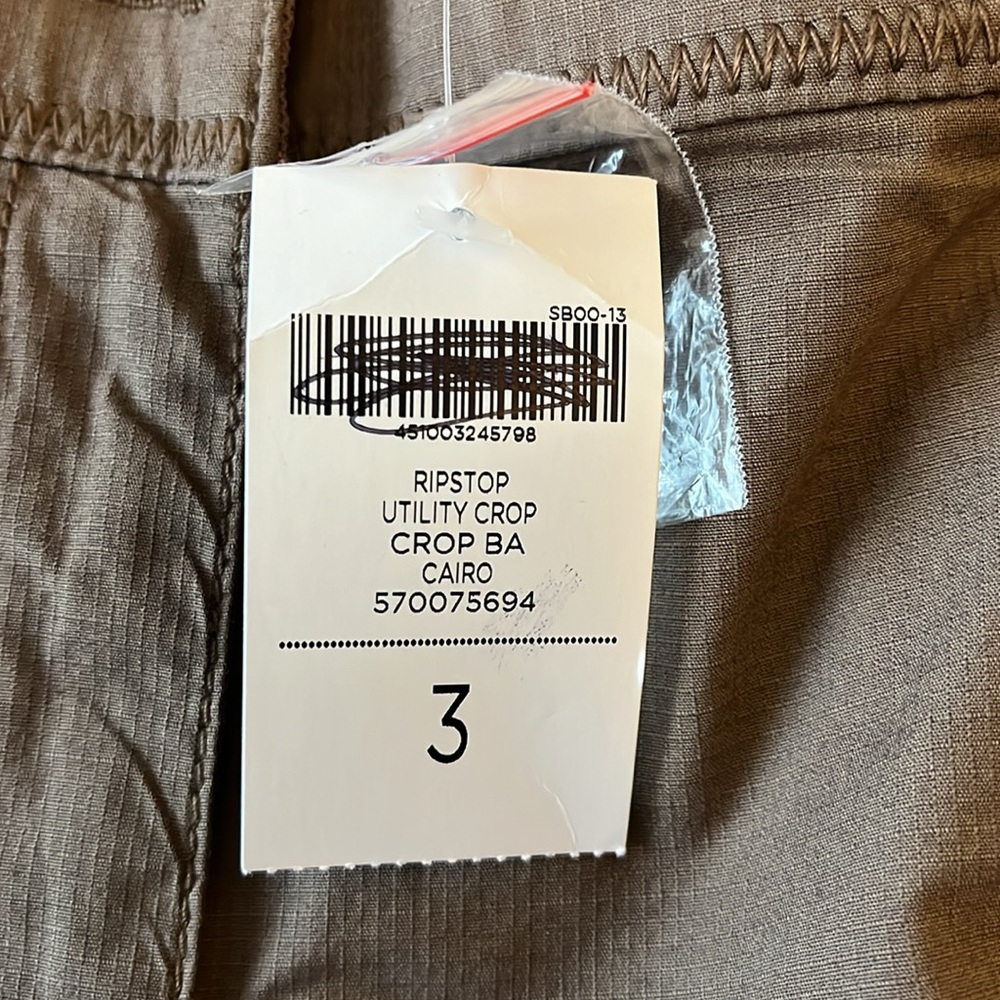 SB00-13
451003245798
RIPSTOP
UTILITY CROP
CROP BA
CAIRO
570075694
3